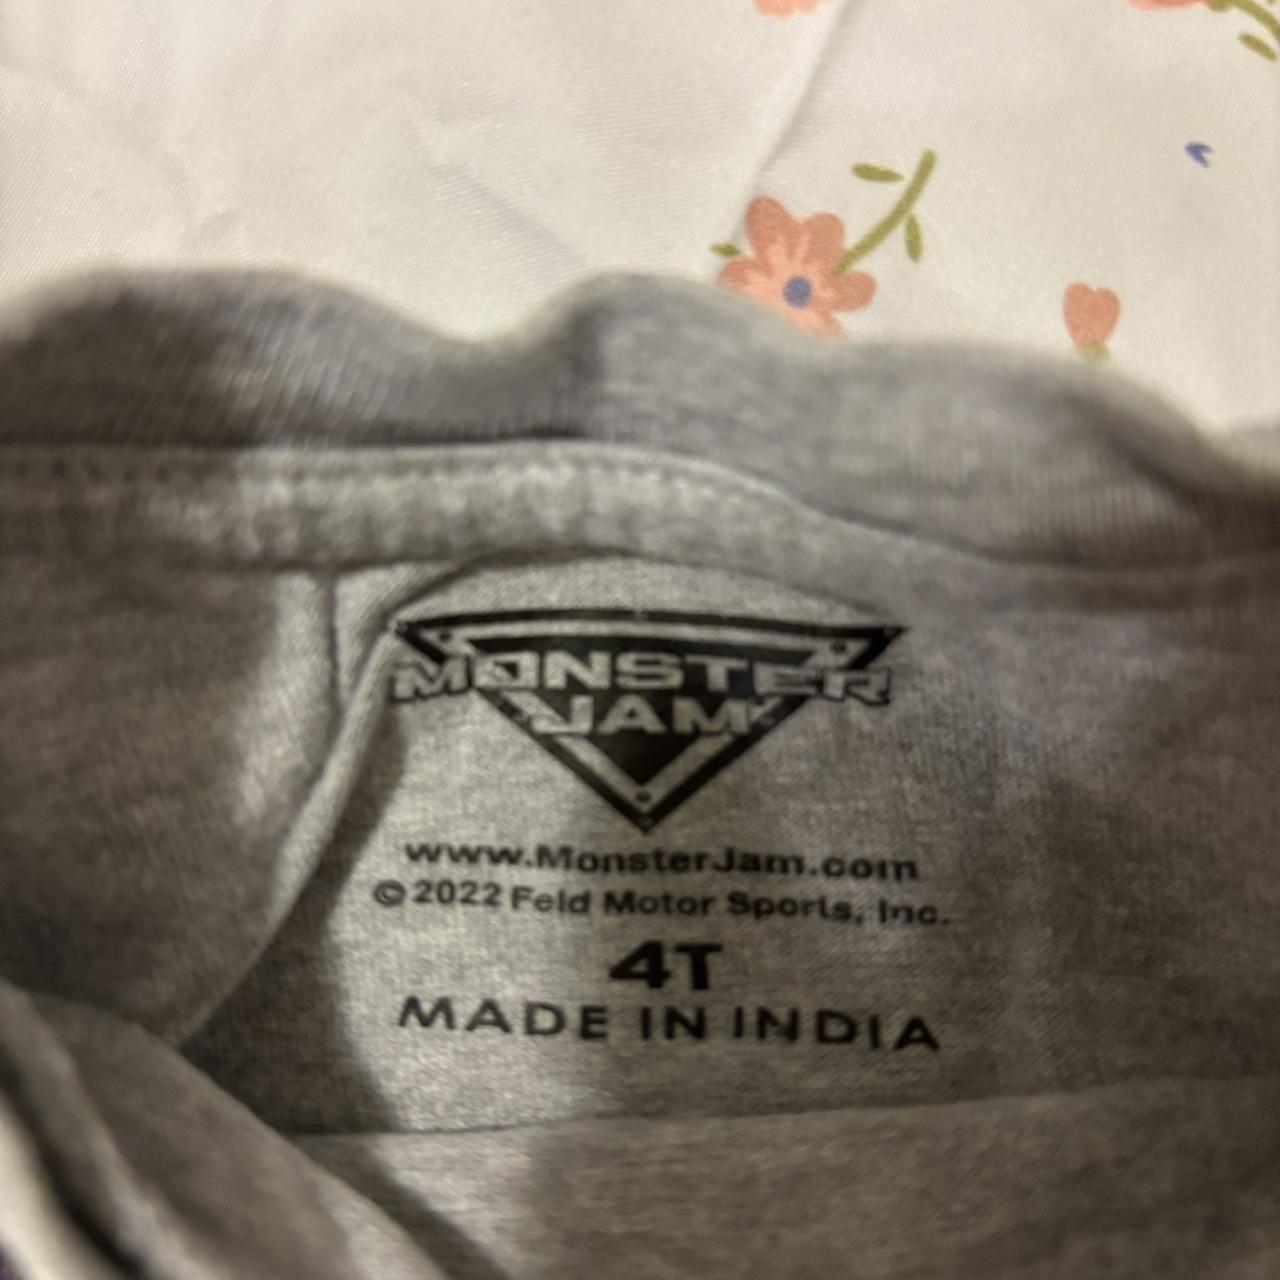 MONSTER
JAM
www.MonsterJam.com
©2022 Feld Motor Sports, Inc.
4T
MADE IN INDIA